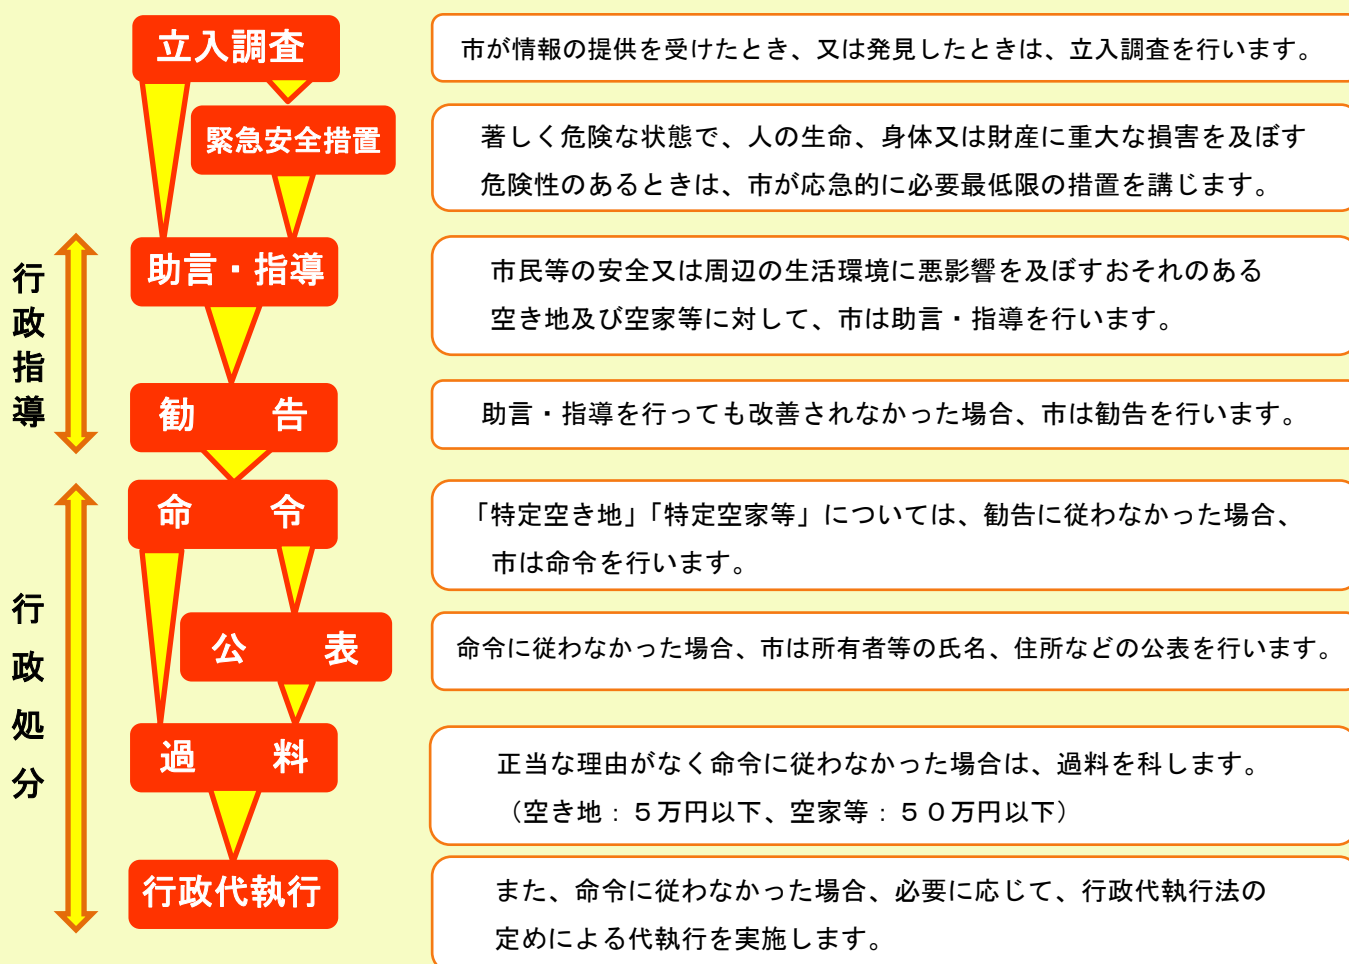 立入調査
市が情報の提供を受けたとき、又は発見したときは、立入調査を行います。
緊急安全措置
著しく危険な状態で、人の生命、身体又は財産に重大な損害を及ぼす
危険性のあるときは、市が応急的に必要最低限の措置を講じます。
行政指導
助言・指導
市民等の安全又は周辺の生活環境に悪影響を及ぼすおそれのある
空き地及び空家等に対して、市は助言・指導を行います。
勧　告
助言・指導を行っても改善されなかった場合、市は勧告を行います。
行政処分
命　令
「特定空き地」「特定空家等」については、勧告に従わなかった場合、
市は命令を行います。
公　表
命令に従わなかった場合、市は所有者等の氏名、住所などの公表を行います。
過　料
正当な理由がなく命令に従わなかった場合は、過料を科します。
（空き地：５万円以下、空家等：５０万円以下）
行政代執行
また、命令に従わなかった場合、必要に応じて、行政代執行法の
定めによる代執行を実施します。